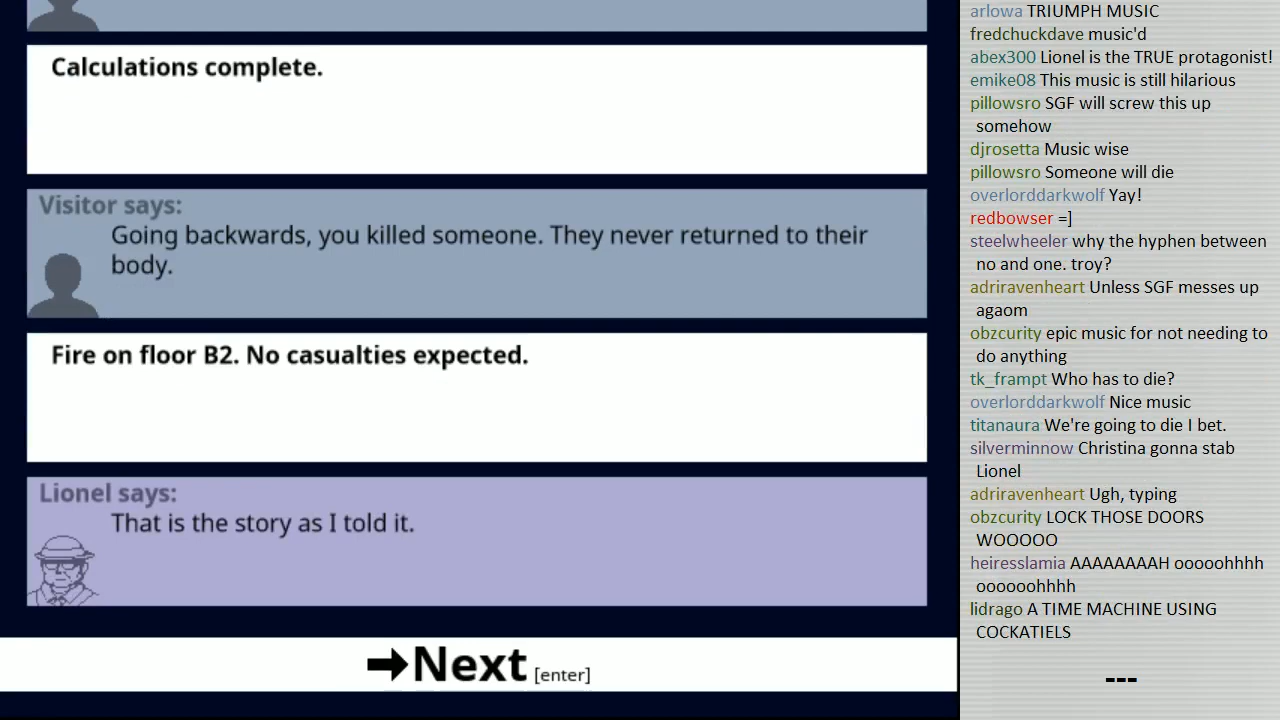 Calculations complete.
Visitor says:
Going backwards, you killed someone. They never returned to their
body.
Fire on floor B2. No casualties expected.
Lionel says:
That is the story as I told it.
➡Next [enter]
arlowa TRIUMPH MUSIC
fredchuckdave music'd
abex300 Lionel is the TRUE protagonist!
emike08 This music is still hilarious
pillowsro SGF will screw this up
somehow
djrosetta Music wise
pillowsro Someone will die
overlorddarkwolf Yay!
redbowser =]
steelwheeler why the hyphen between
no and one. troy?
adriravenheart Unless SGF messes up
agaom
obzcurity epic music for not needing to
do anything
tk_frampt Who has to die?
overlorddarkwolf Nice music
titanaura We're going to die I bet.
silverminnow Christina gonna stab
Lionel
adriravenheart Ugh, typing
obzcurity LOCK THOSE DOORS
WOOOOO
heiresslamia AAAAAAAAH ooooohhhh
oooooohhhh
lidrago A TIME MACHINE USING
COCKATIELS
---